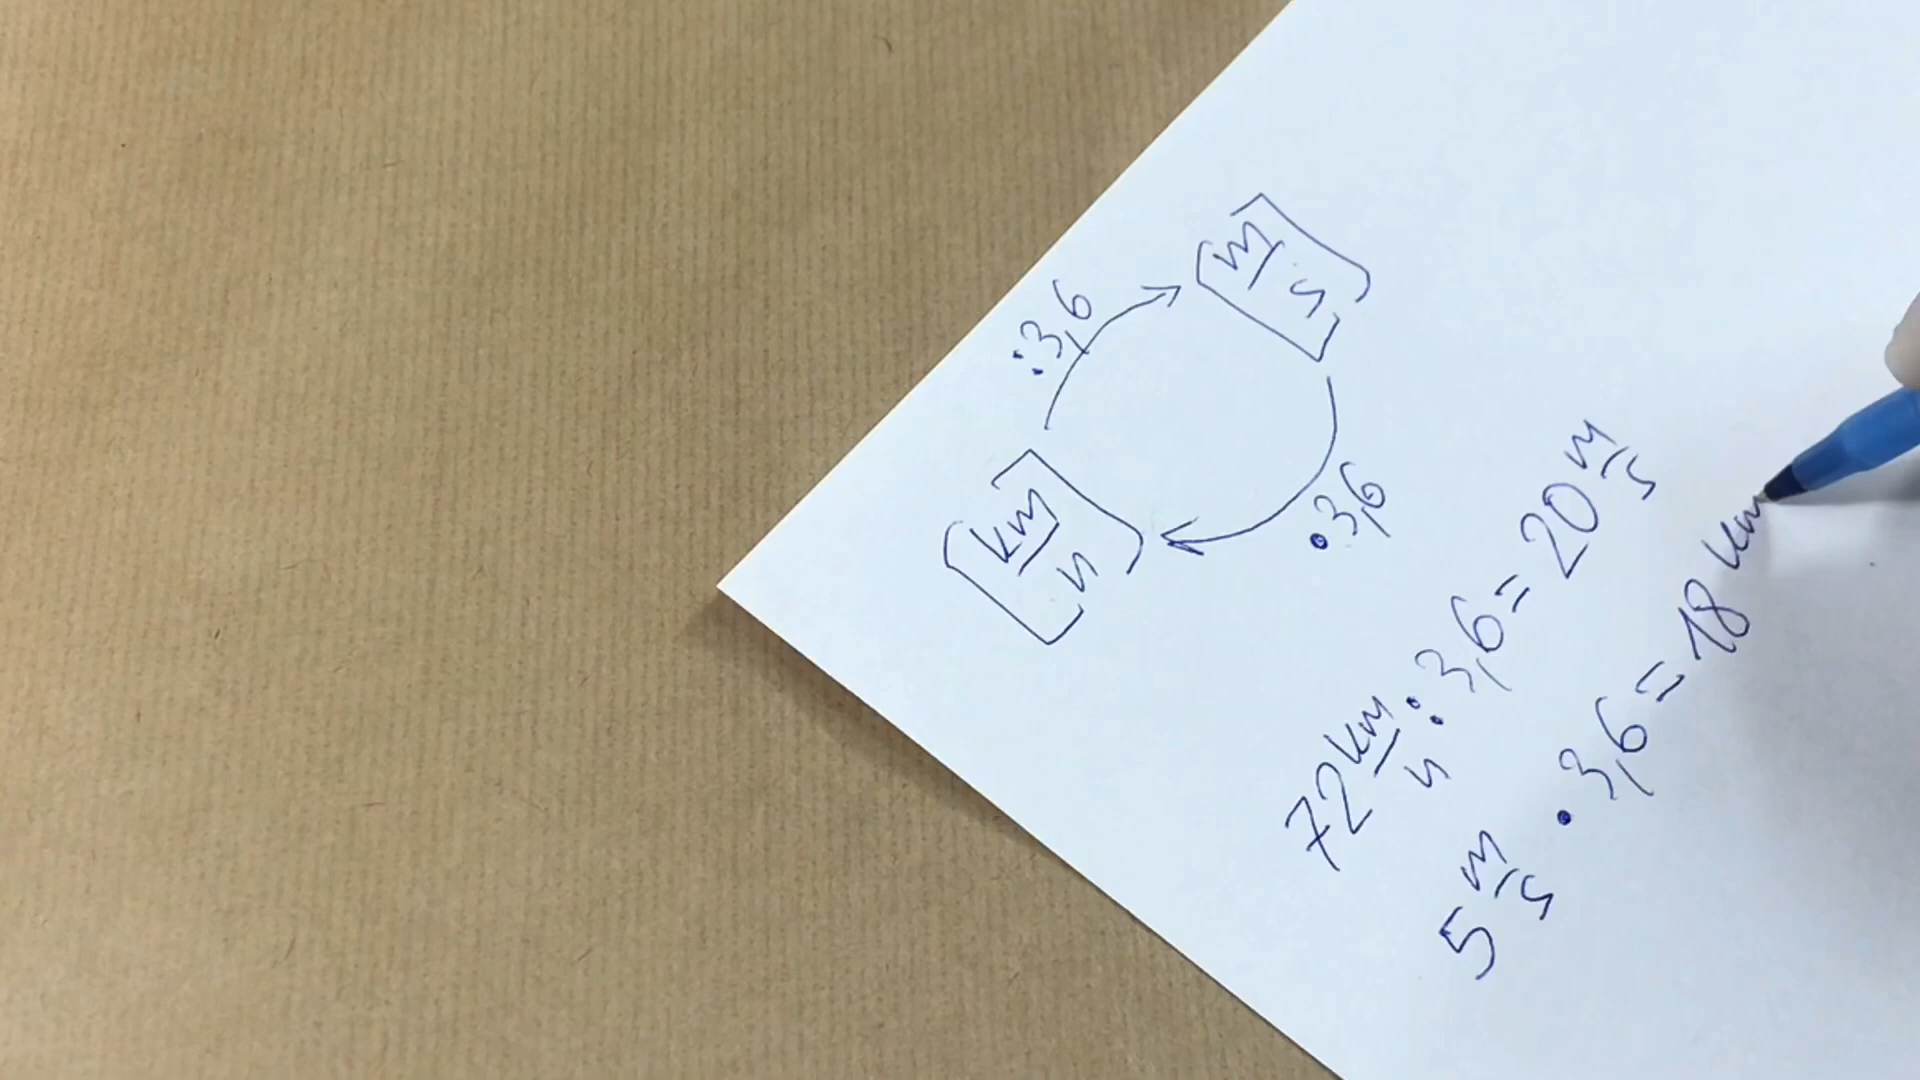 :3,6
[km/h] [m/s]
•3,6
72 km/h :3,6 = 20 m/s
5 m/s • 3,6 = 18 km